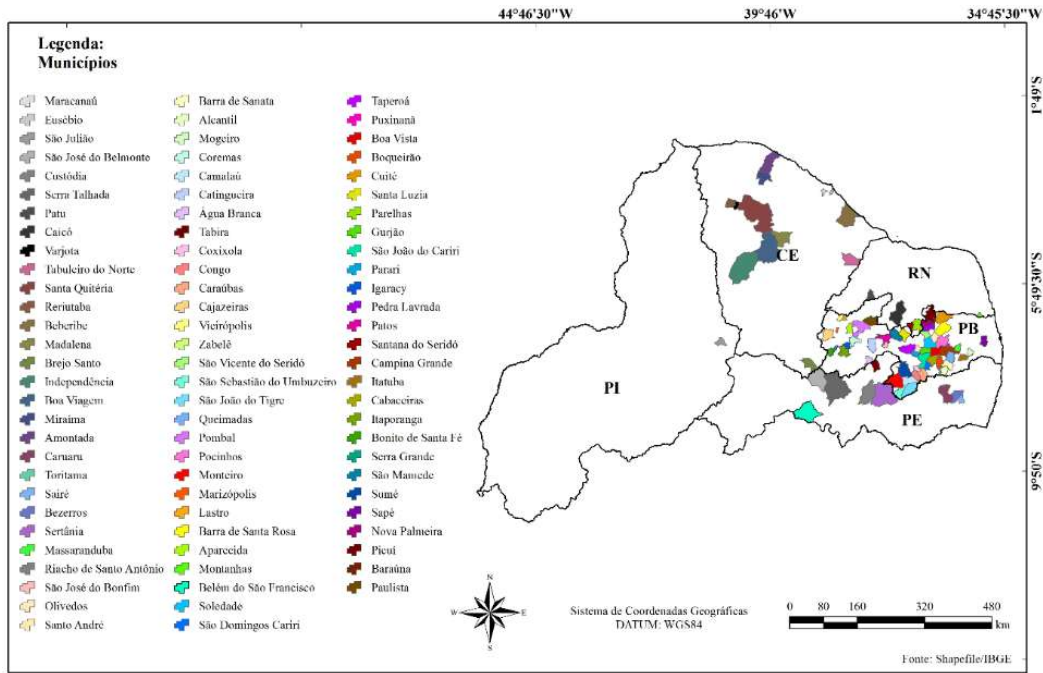 44°46'30"W
39°46'W
34°45'30"W
Legenda:
Municípios
Maracanaú
Eusébio
São Julião
São José do Belmonte
Custódia
Serra Talhada
Patu
Caicó
Varjota
Tabuleiro do Norte
Santa Quitéria
Reriutaba
Beberibe
Madalena
Brejo Santo
Independência
Boa Viagem
Miraíma
Amontada
Caruaru
Toritama
Sairé
Bezerros
Sertânia
Massaranduba
Riacho de Santo Antônio
São José do Bonfim
Olivedos
Santo André
Barra de Sanata
Alcantil
Mogeiro
Coremas
Camalaú
Catingueira
Água Branca
Tabira
Coxixola
Congo
Caraúbas
Cajazeiras
Vieirópolis
Zabelê
São Vicente do Seridó
São Sebastião do Umbuzeiro
São João do Tigre
Queimadas
Pombal
Pocinhos
Monteiro
Marizópolis
Lastro
Barra de Santa Rosa
Aparecida
Montanhas
Belém do São Francisco
Soledade
São Domingos Cariri
Taperoá
Puxinanã
Boa Vista
Boqueirão
Cuité
Santa Luzia
Parelhas
Gurjão
São João do Cariri
Parari
Igaracy
Pedra Lavrada
Patos
Santana do Seridó
Campina Grande
Itatuba
Cabaceiras
Itaporanga
Bonito de Santa Fé
Serra Grande
São Mamede
Sumé
Sapé
Nova Palmeira
Picuí
Baraúna
Paulista
CE
RN
PB
PI
PE
1°49'S
5°49'30"S
9°50'S
N
W
E
S
Sistema de Coordenadas Geográficas
DATUM: WGS84
0 80 160 320 480
km
Fonte: Shapefile/IBGE